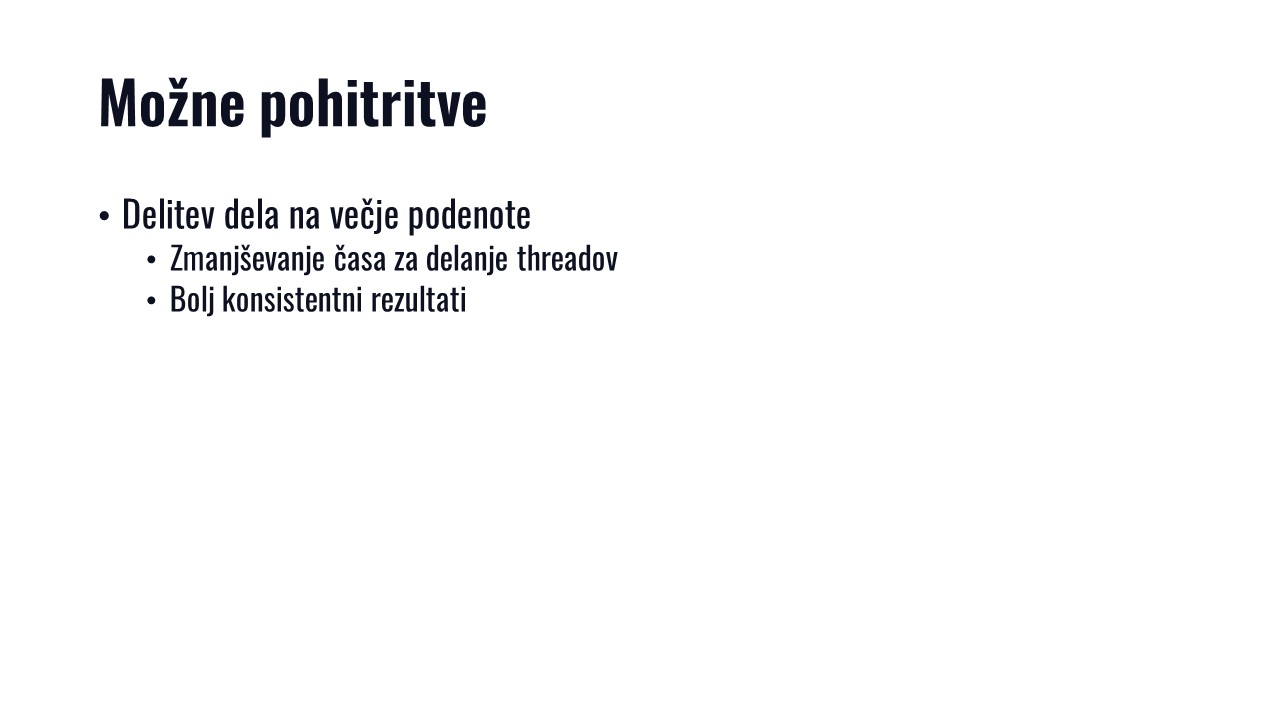 Možne pohitritve
• Delitev dela na večje podenote
• Zmanjševanje časa za delanje threadov
• Bolj konsistentni rezultati